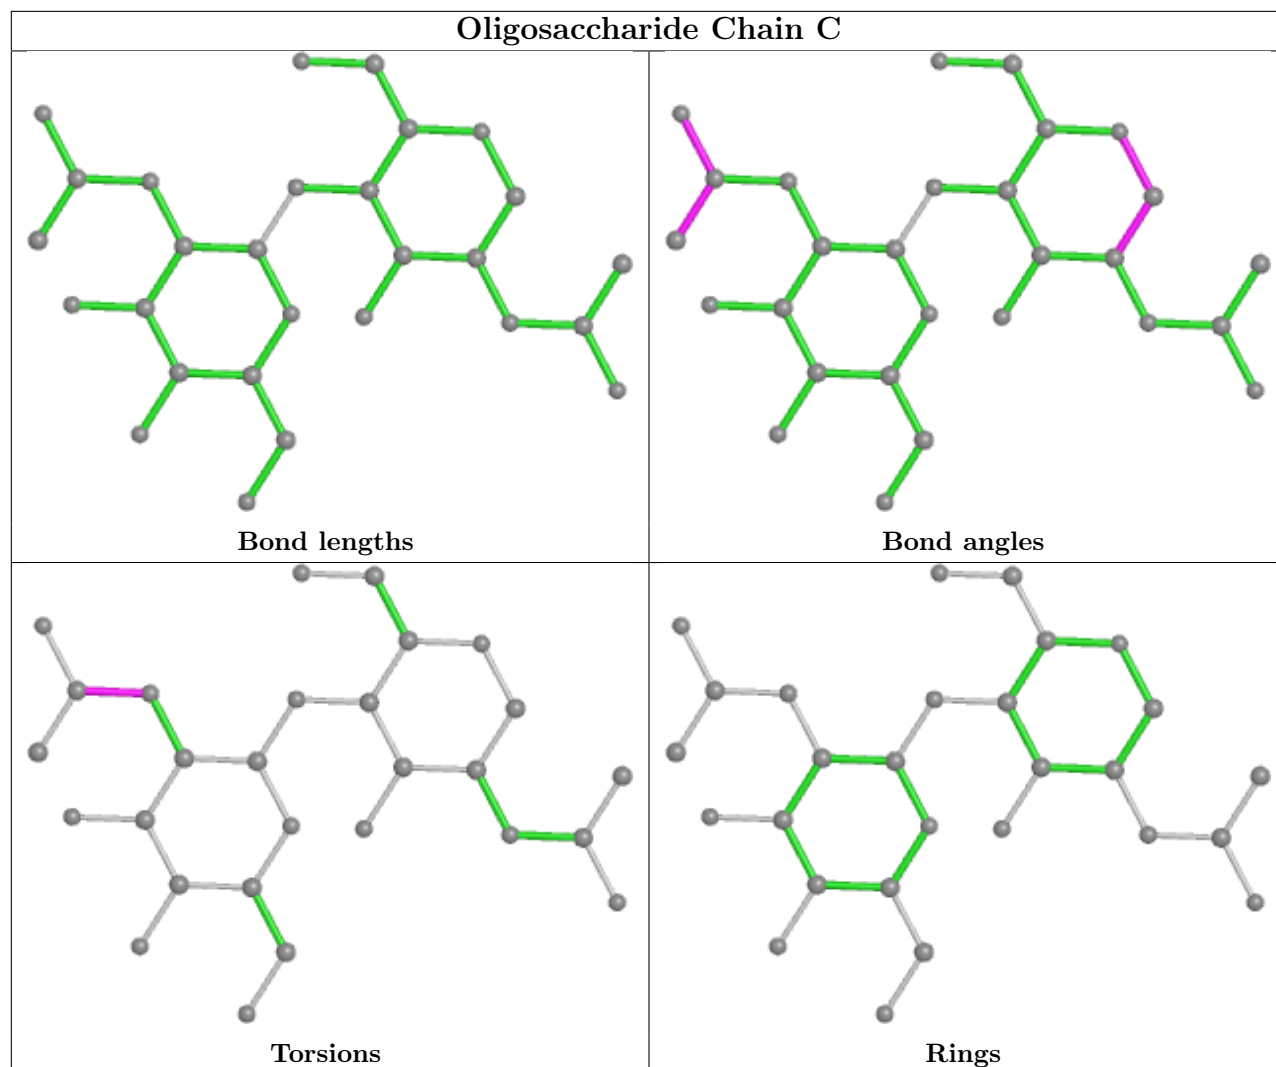 Oligosaccharide Chain C
Bond lengths
Bond angles
Torsions
Rings